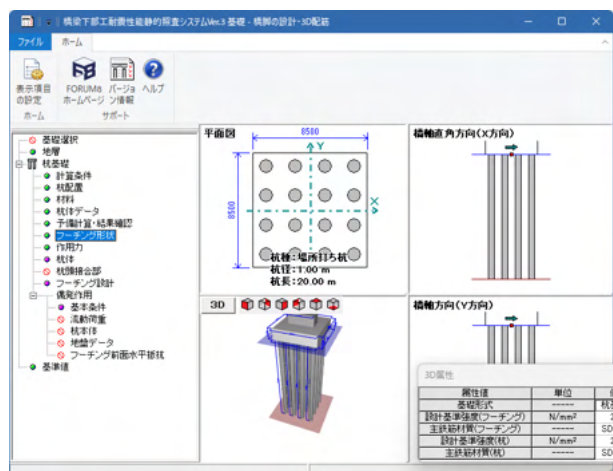 橋梁下部工耐震性能静的照査システムVer.3 基礎 - 橋脚の設計・3D配筋
ファイル ホーム
表示項目
の設定
FORUM8
ホームページ
バージョ
ン情報
ヘルプ
ホーム
サポート
基礎選択
地層
杭基礎
計算条件
杭配置
材料
杭体データ
予備計算・結果確認
フーチング形状
作用力
杭体
杭頭接合部
フーチング設計
偶発作用
基本条件
流動荷重
杭本体
地盤データ
フーチング前面水平抵抗
基準値
平面図
8500
Y
8500
X
杭種:場所打ち杭
杭径:1.00 m
杭長:20.00 m
橋軸直角方向(X方向)
3D
橋軸方向(Y方向)
3D属性
属性値 単位
基礎形式 -----
設計基準強度(フーチング) N/mm²
主鉄筋材質(フーチング) ----- SD
設計基準強度(杭) N/mm²
主鉄筋材質(杭) ----- SD